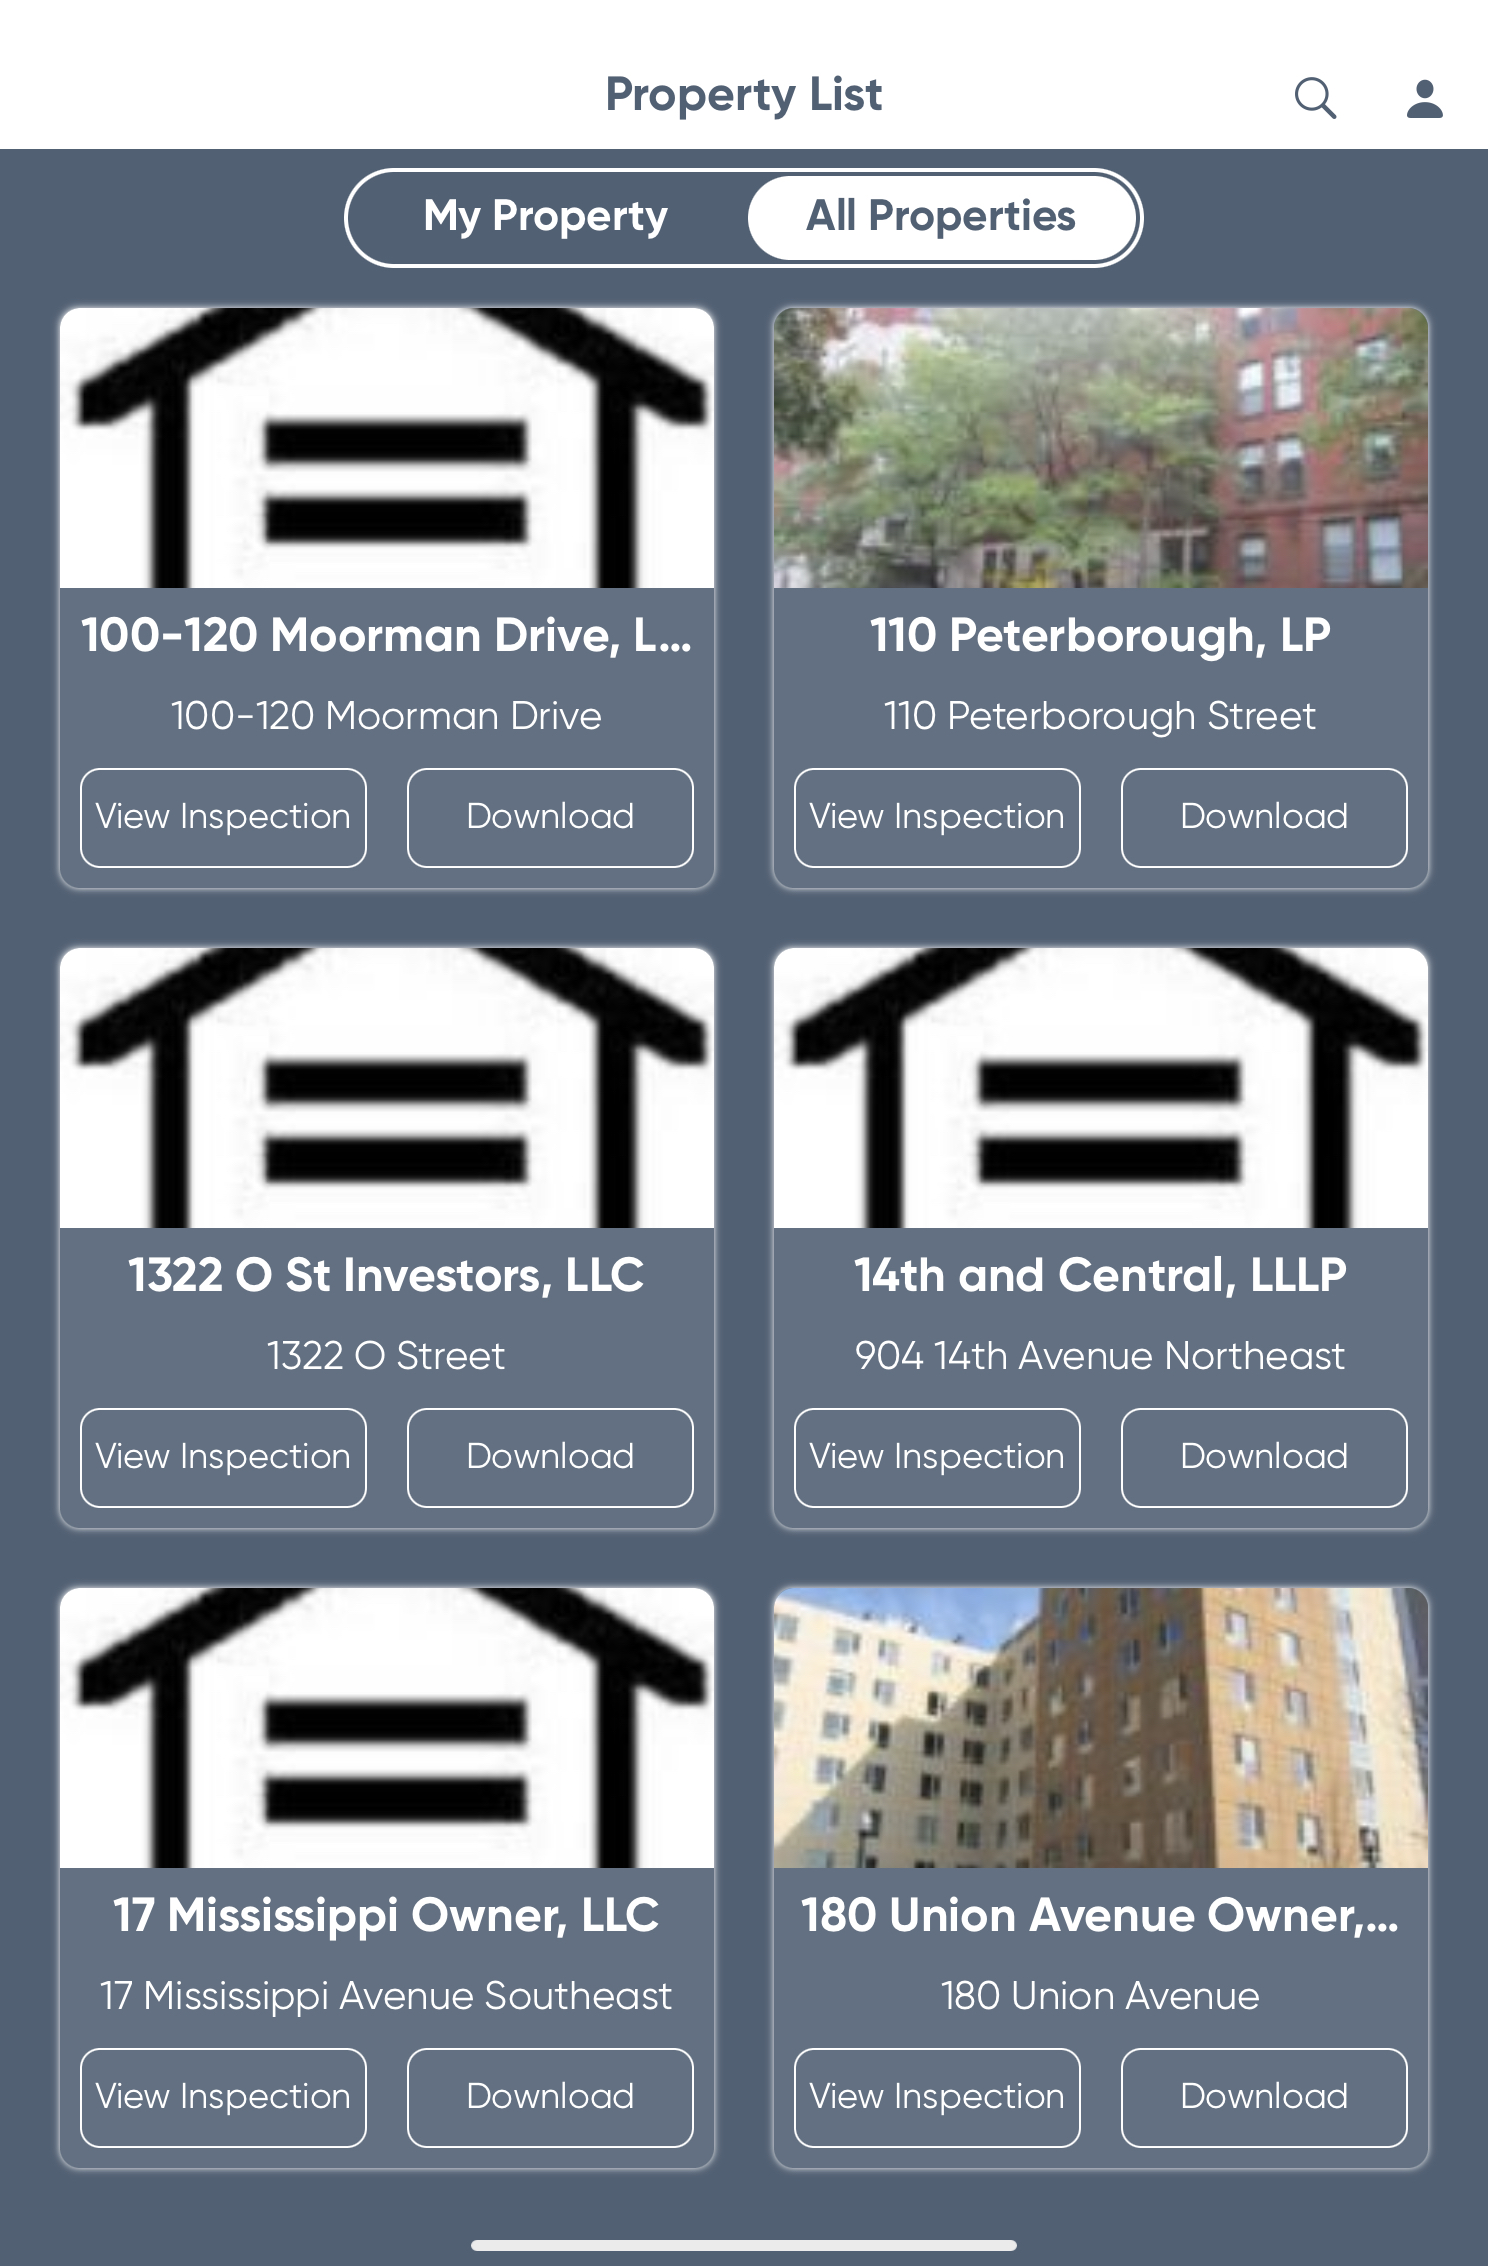 Property List
My Property
All Properties
100-120 Moorman Drive, L...
100-120 Moorman Drive
View Inspection
Download
110 Peterborough, LP
110 Peterborough Street
View Inspection
Download
1322 O St Investors, LLC
1322 O Street
View Inspection
Download
14th and Central, LLLP
904 14th Avenue Northeast
View Inspection
Download
17 Mississippi Owner, LLC
17 Mississippi Avenue Southeast
View Inspection
Download
180 Union Avenue Owner,...
180 Union Avenue
View Inspection
Download